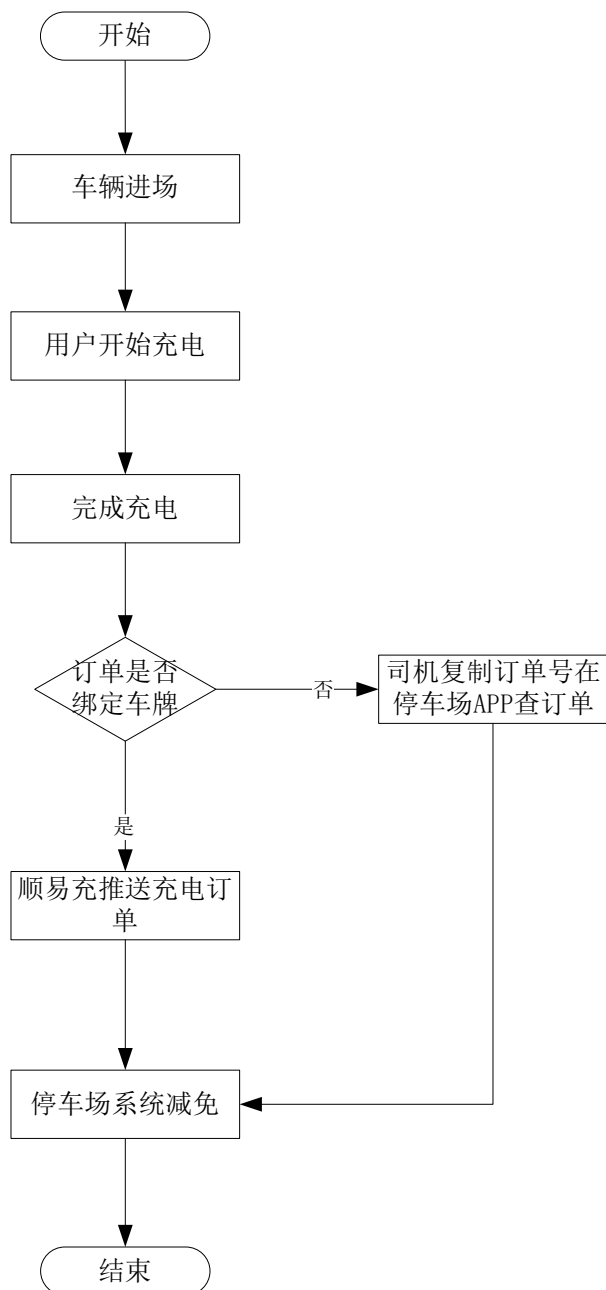 开始
车辆进场
用户开始充电
完成充电
订单是否
绑定车牌
否
司机复制订单号在
停车场APP查订单
是
顺易充推送充电订
单
停车场系统减免
结束